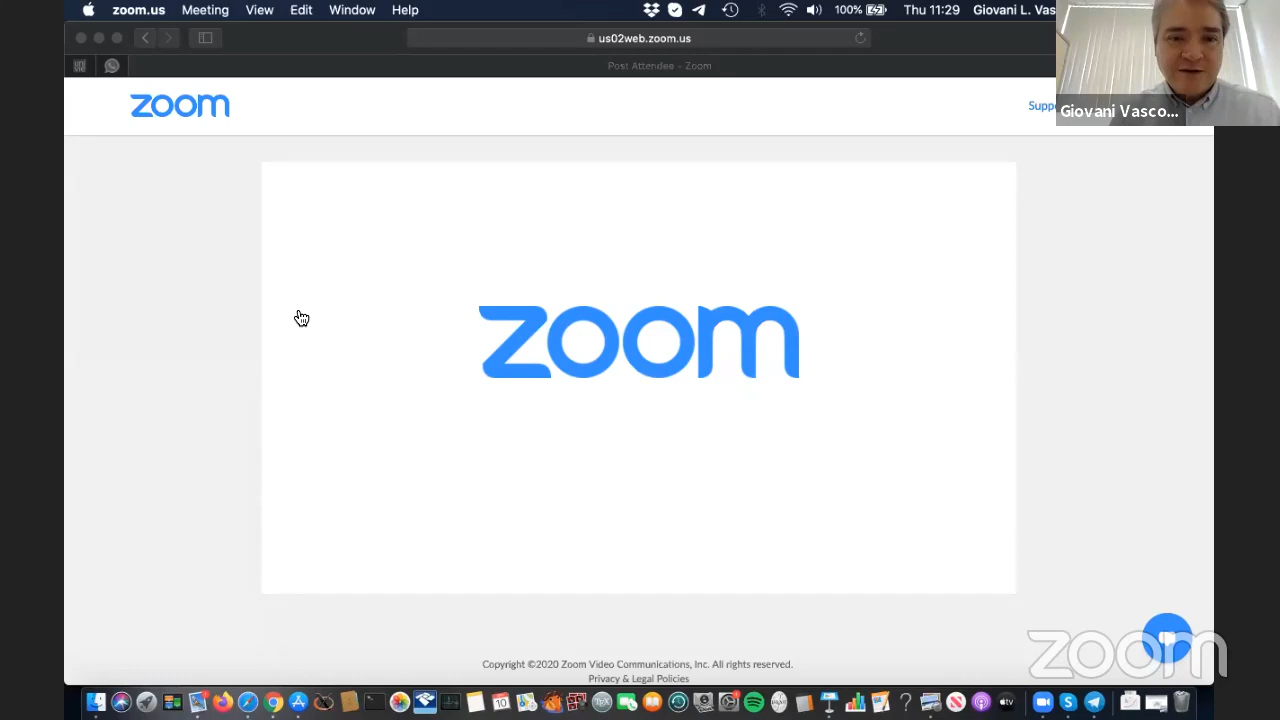 zoom.us Meeting View Edit Window Help 100% Thu 11:29 Giovani L. Vas
us02web.zoom.us
Post Attendee - Zoom
zoom
Suppo
Giovani Vasco...
zoom
zoom
Copyright ©2020 Zoom Video Communications, Inc. All rights reserved.
Privacy & Legal Policies